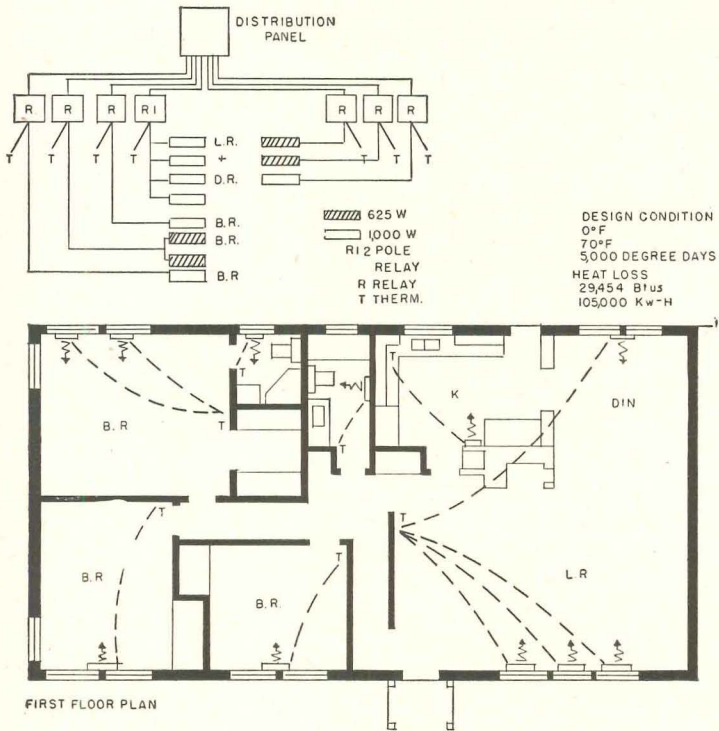 DISTRIBUTION
PANEL
R
R
R
R1
R
R
R
T
T
T
T
T
T
T
L.R.
+
D.R.
B.R.
B.R.
B.R
625 W
1,000 W
R1 2 POLE
RELAY
R RELAY
T THERM.
DESIGN CONDITION
0°F
70°F
5,000 DEGREE DAYS
HEAT LOSS
29,454 Btus
105,000 Kw-H
T
T
K
DIN
B.R
T
T
T
T
B.R
T
B.R.
L.R
FIRST FLOOR PLAN